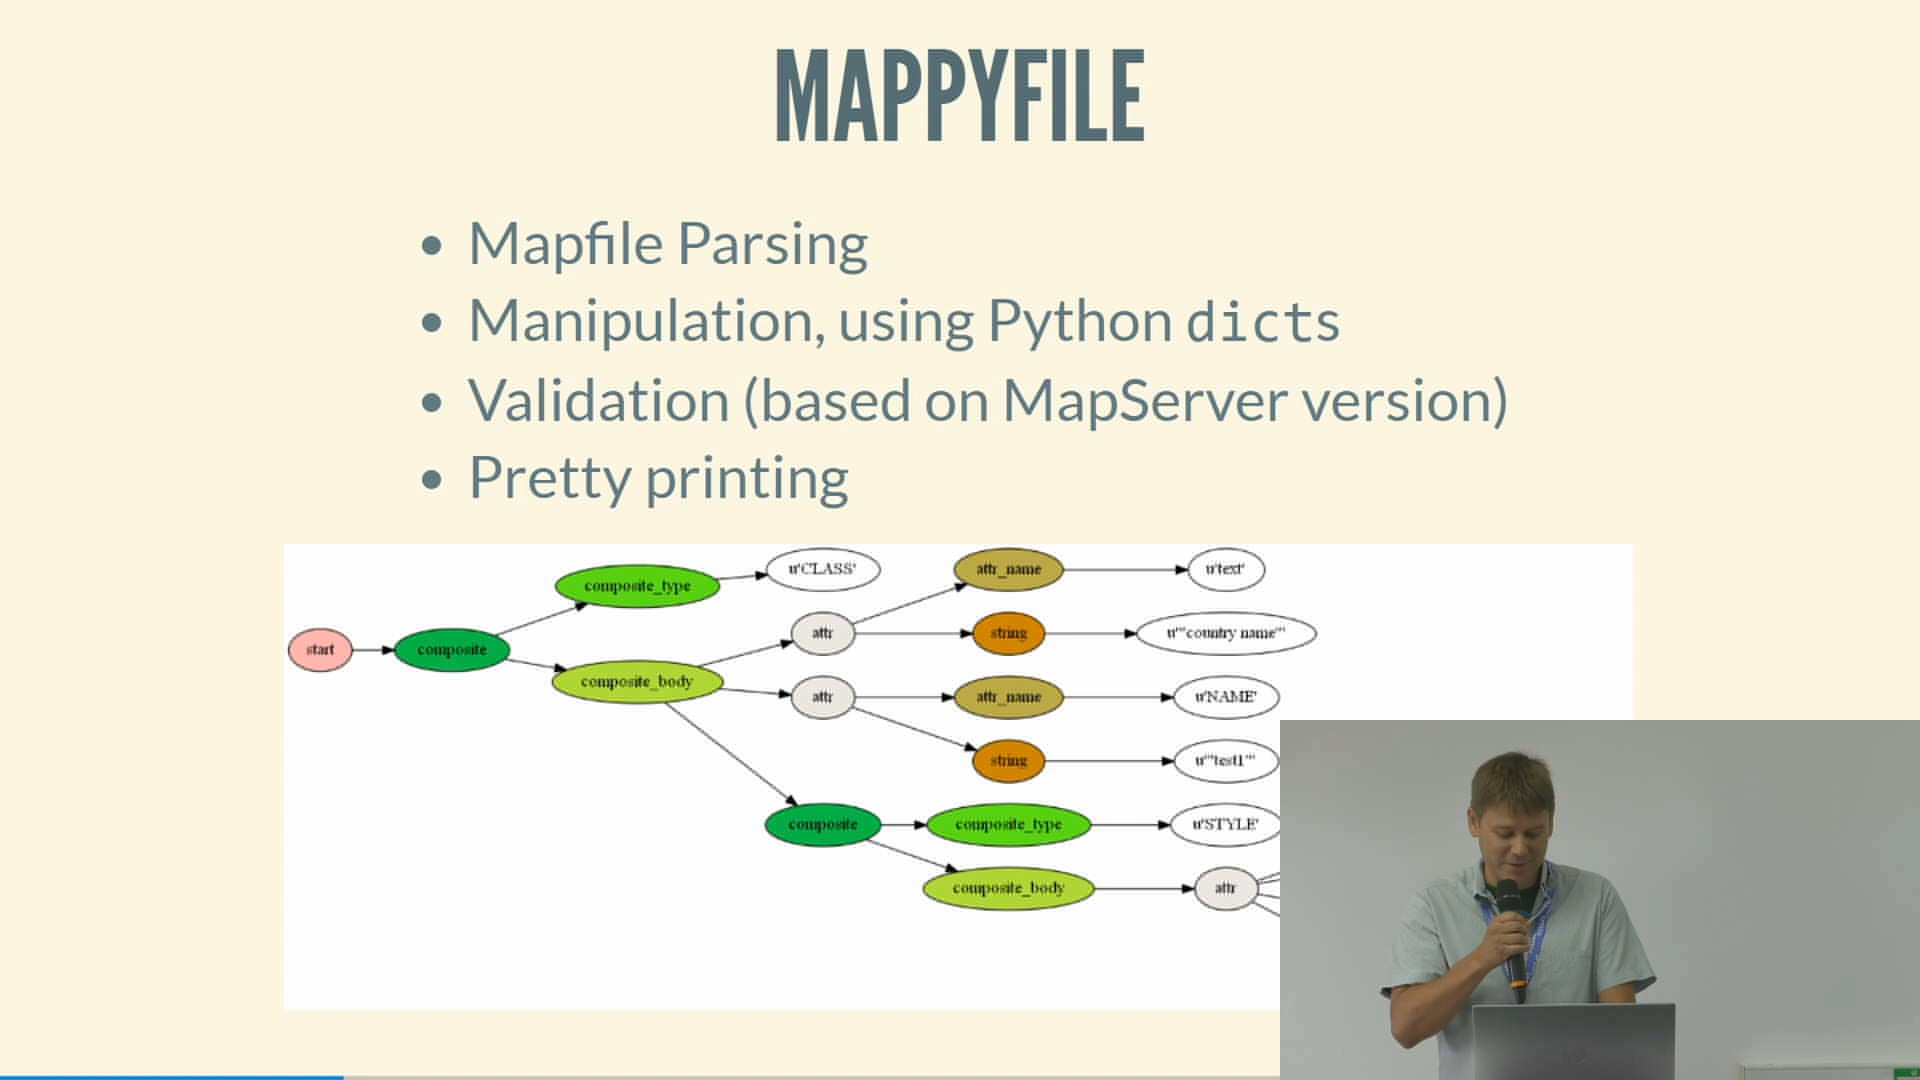 MAPPYFILE
Mapfile Parsing
Manipulation, using Python dicts
Validation (based on MapServer version)
Pretty printing
start
composite
composite_type
u'CLASS'
composite_body
attr
attr_name
u'text'
string
u'"country name"'
attr
attr_name
u'NAME'
string
u'"test1"'
composite
composite_type
u'STYLE'
composite_body
attr